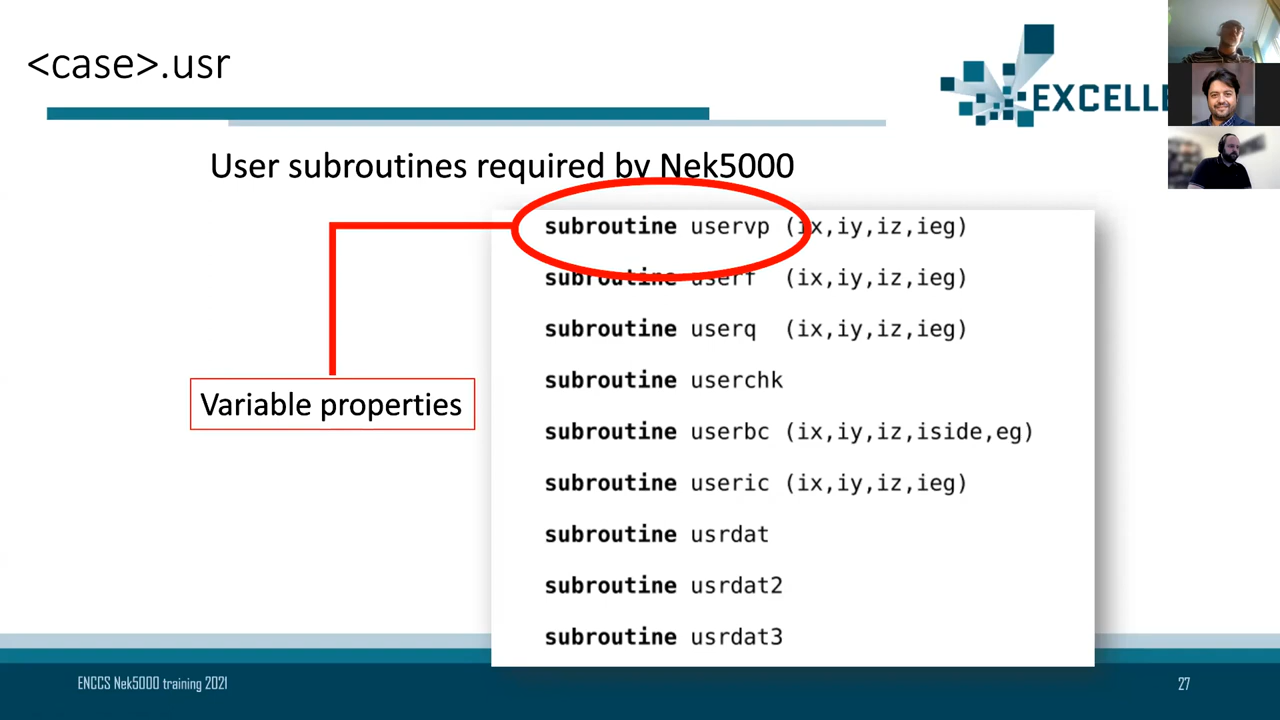 <case>.usr
EXCELLE
User subroutines required by Nek5000
subroutine uservp (ix,iy,iz,ieg)
subroutine userf (ix,iy,iz,ieg)
subroutine userq (ix,iy,iz,ieg)
subroutine userchk
Variable properties
subroutine userbc (ix,iy,iz,iside,eg)
subroutine useric (ix,iy,iz,ieg)
subroutine usrdat
subroutine usrdat2
subroutine usrdat3
ENCCS Nek5000 training 2021
27